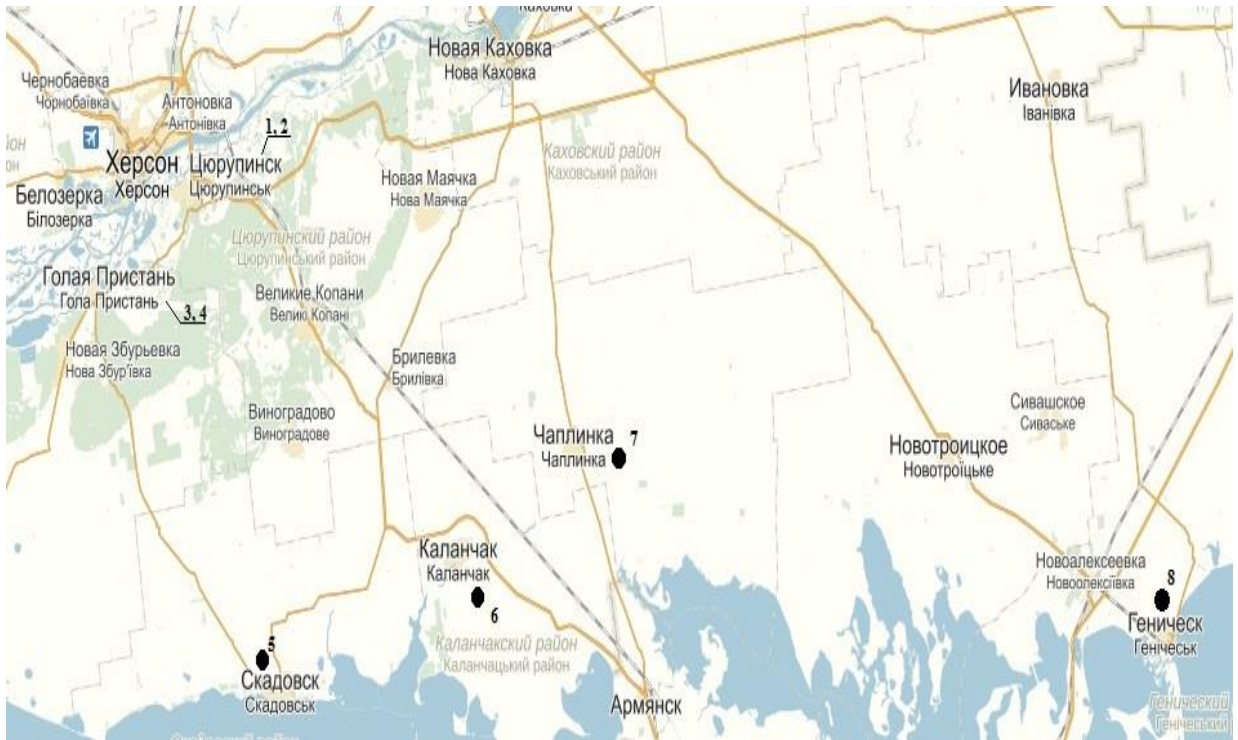 Каховка
Новая Каховка
Нова Каховка
Чернобаевка
Чорнобаївка
Антоновка
Антонівка
Ивановка
Іванівка
1, 2
Херсон
Херсон
Цюрупинск
Цюрупинськ
Каховский район
Каховський район
Белозерка
Білозерка
Новая Маячка
Нова Маячка
Цюрупинский район
Цюрупинський район
Голая Пристань
Гола Пристань
3, 4
Великие Копани
Великі Копані
Новая Збурьевка
Нова Збур'ївка
Брилевка
Брилівка
Виноградово
Виноградове
Чаплинка
Чаплинка
7
Сивашское
Сиваське
Новотроицкое
Новотроїцьке
Каланчак
Каланчак
6
Новоалексеевка
Новоолексіївка
8
Геническ
Генічеськ
Каланчакский район
Каланчацький район
5
Скадовск
Скадовськ
Армянск
Генический
Генічеський